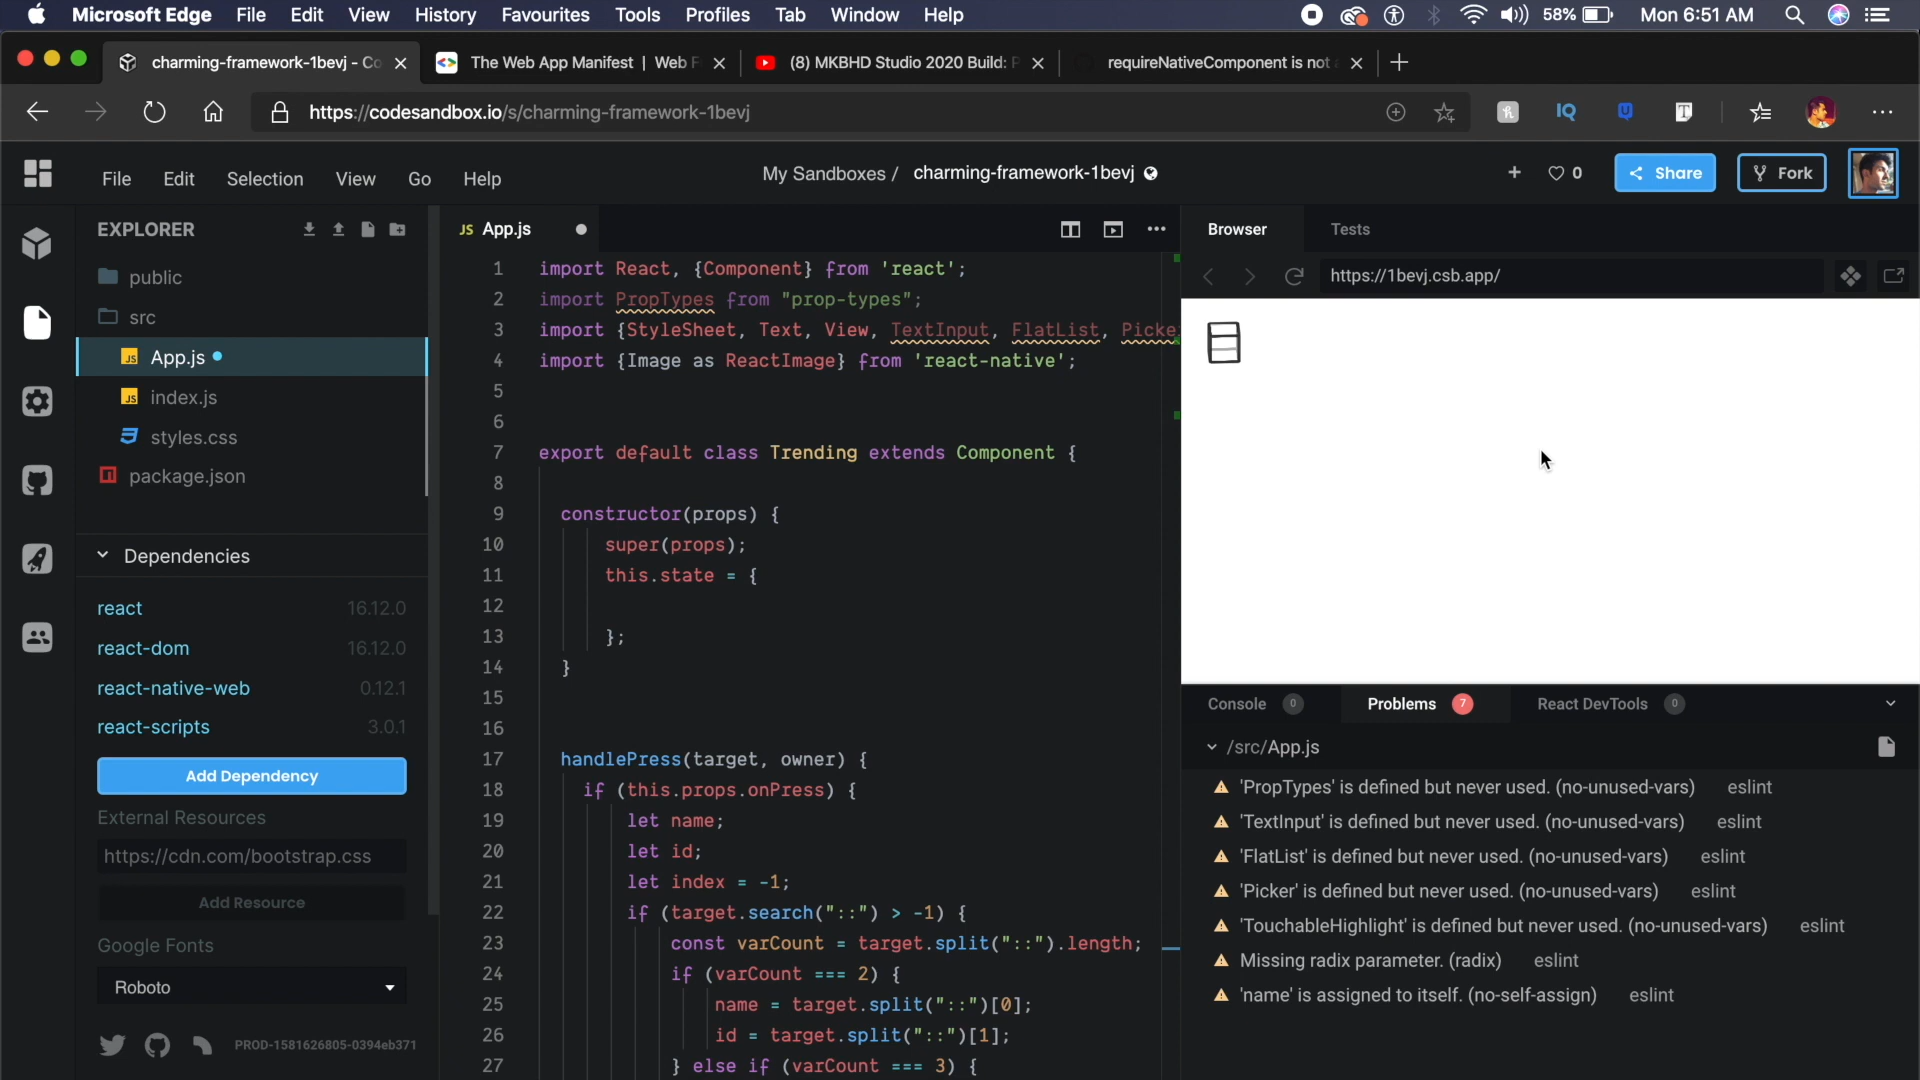 Microsoft Edge File Edit View History Favourites Tools Profiles Tab Window Help 58% Mon 6:51 AM
charming-framework-1bevj - Co The Web App Manifest | Web F (8) MKBHD Studio 2020 Build: P requireNativeComponent is not
https://codesandbox.io/s/charming-framework-1bevj
IQ
T
File Edit Selection View Go Help My Sandboxes / charming-framework-1bevj 0 Share Fork
EXPLORER
public
src
JS App.js
JS index.js
styles.css
package.json
Dependencies
react 16.12.0
react-dom 16.12.0
react-native-web 0.12.1
react-scripts 3.0.1
Add Dependency
External Resources
https://cdn.com/bootstrap.css
Add Resource
Google Fonts
Roboto
PROD-1581626805-0394eb371
JS App.js
1 import React, {Component} from 'react';
2 import PropTypes from "prop-types";
3 import {StyleSheet, Text, View, TextInput, FlatList, Picke
4 import {Image as ReactImage} from 'react-native';
5
6
7 export default class Trending extends Component {
8
9 constructor(props) {
10 super(props);
11 this.state = {
12
13 };
14 }
15
16
17 handlePress(target, owner) {
18 if (this.props.onPress) {
19 let name;
20 let id;
21 let index = -1;
22 if (target.search("::") > -1) {
23 const varCount = target.split("::").length;
24 if (varCount === 2) {
25 name = target.split("::")[0];
26 id = target.split("::")[1];
27 } else if (varCount === 3) {
Browser Tests
https://1bevj.csb.app/
Console 0 Problems 7 React DevTools 0
/src/App.js
'PropTypes' is defined but never used. (no-unused-vars) eslint
'TextInput' is defined but never used. (no-unused-vars) eslint
'FlatList' is defined but never used. (no-unused-vars) eslint
'Picker' is defined but never used. (no-unused-vars) eslint
'TouchableHighlight' is defined but never used. (no-unused-vars) eslint
Missing radix parameter. (radix) eslint
'name' is assigned to itself. (no-self-assign) eslint